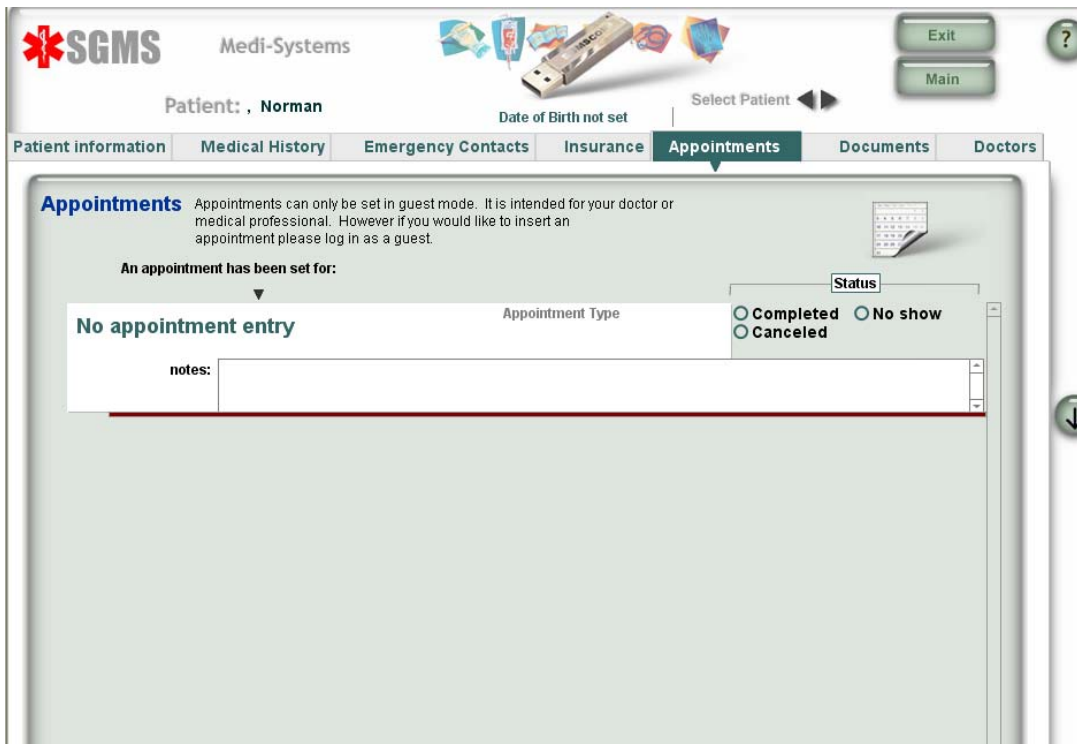 SGMS
Medi-Systems
Exit
?
Main
Patient: , Norman
Date of Birth not set
Select Patient
Patient information
Medical History
Emergency Contacts
Insurance
Appointments
Documents
Doctors
Appointments
Appointments can only be set in guest mode. It is intended for your doctor or
medical professional. However if you would like to insert an
appointment please log in as a guest.
An appointment has been set for:
Status
No appointment entry
Appointment Type
Completed
No show
Canceled
notes: